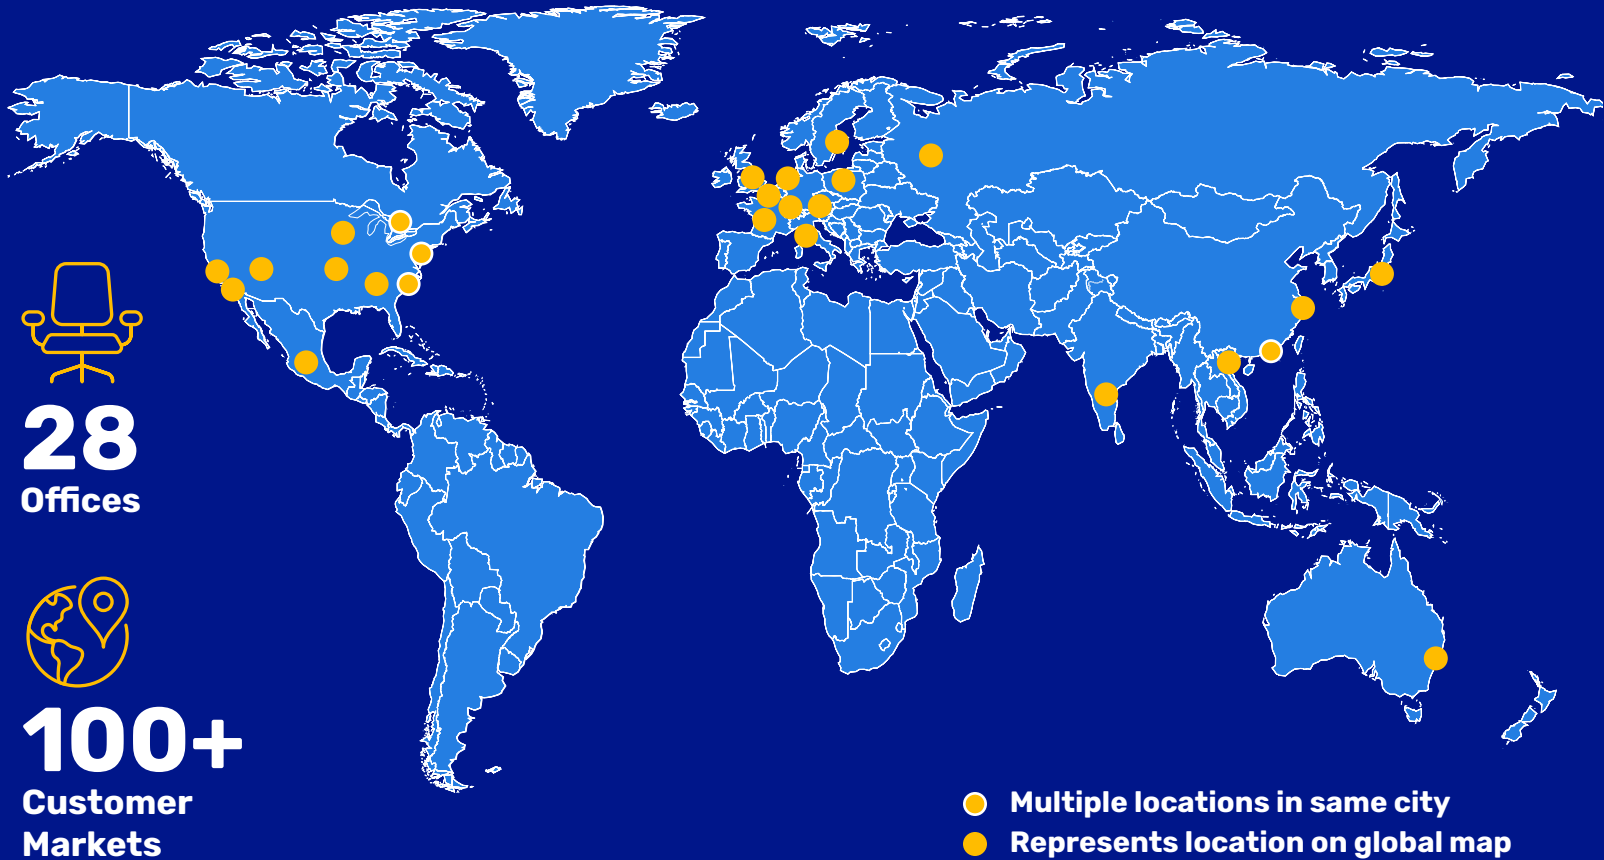 28
Offices
100+
Customer
Markets
Multiple locations in same city
Represents location on global map